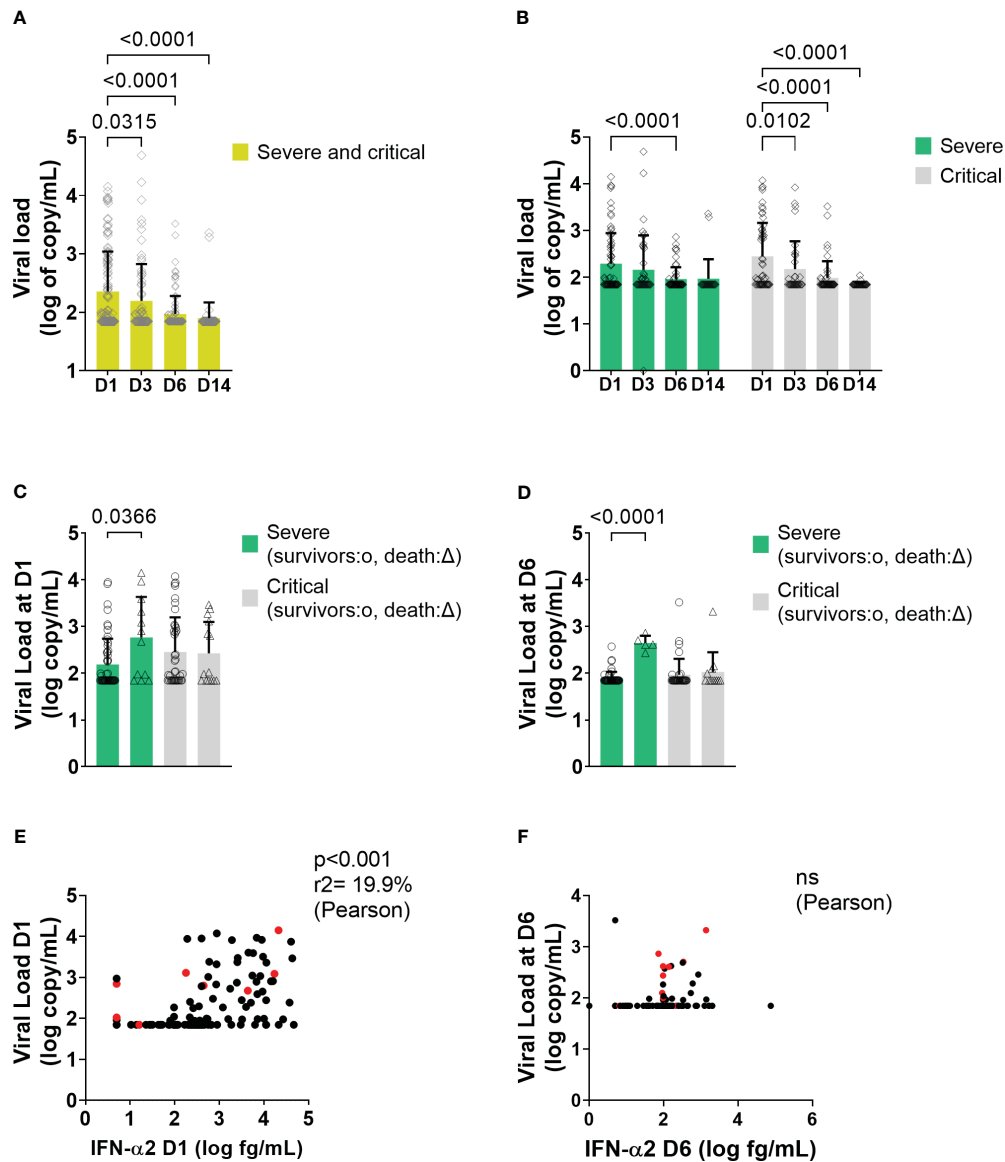 A
<0.0001
<0.0001
0.0315
5
4
3
2
1
Viral load
(log of copy/mL)
D1 D3 D6 D14
Severe and critical
B
<0.0001
<0.0001
<0.0001
0.0102
5
4
3
2
1
0
Viral load
(log of copy/mL)
D1 D3 D6 D14 D1 D3 D6 D14
Severe
Critical
C
0.0366
5
4
3
2
1
0
Viral Load at D1
(log copy/mL)
Severe
(survivors:o, death:Δ)
Critical
(survivors:o, death:Δ)
D
<0.0001
5
4
3
2
1
0
Viral Load at D6
(log copy/mL)
Severe
(survivors:o, death:Δ)
Critical
(survivors:o, death:Δ)
E
p<0.001
r2= 19.9%
(Pearson)
5
4
3
2
1
0
Viral Load D1
(log copy/mL)
0 1 2 3 4 5
IFN-α2 D1 (log fg/mL)
F
ns
(Pearson)
5
4
3
2
1
0
Viral Load at D6
(log copy/mL)
0 2 4 6
IFN-α2 D6 (log fg/mL)